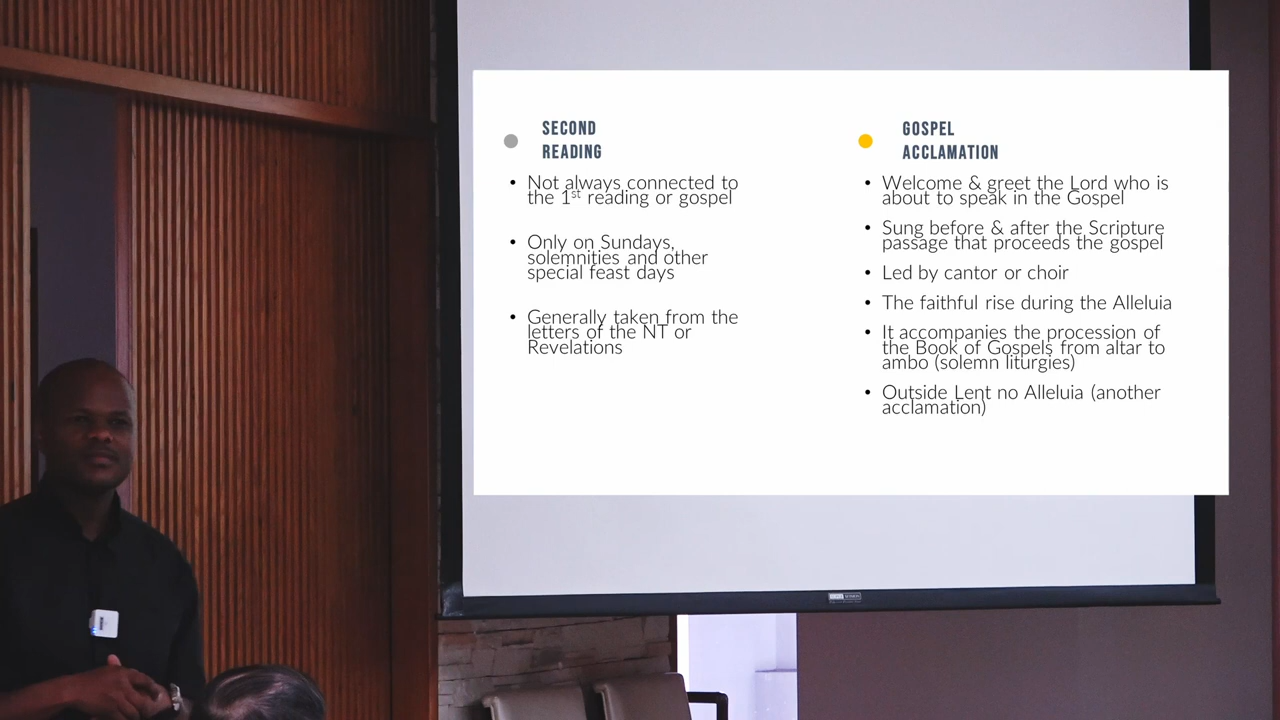 SECOND
READING
• Not always connected to
the 1st reading or gospel
• Only on Sundays,
solemnities and other
special feast days
• Generally taken from the
letters of the NT or
Revelations
GOSPEL
ACCLAMATION
• Welcome & greet the Lord who is
about to speak in the Gospel
• Sung before & after the Scripture
passage that proceeds the gospel
• Led by cantor or choir
• The faithful rise during the Alleluia
• It accompanies the procession of
the Book of Gospels from altar to
ambo (solemn liturgies)
• Outside Lent no Alleluia (another
acclamation)